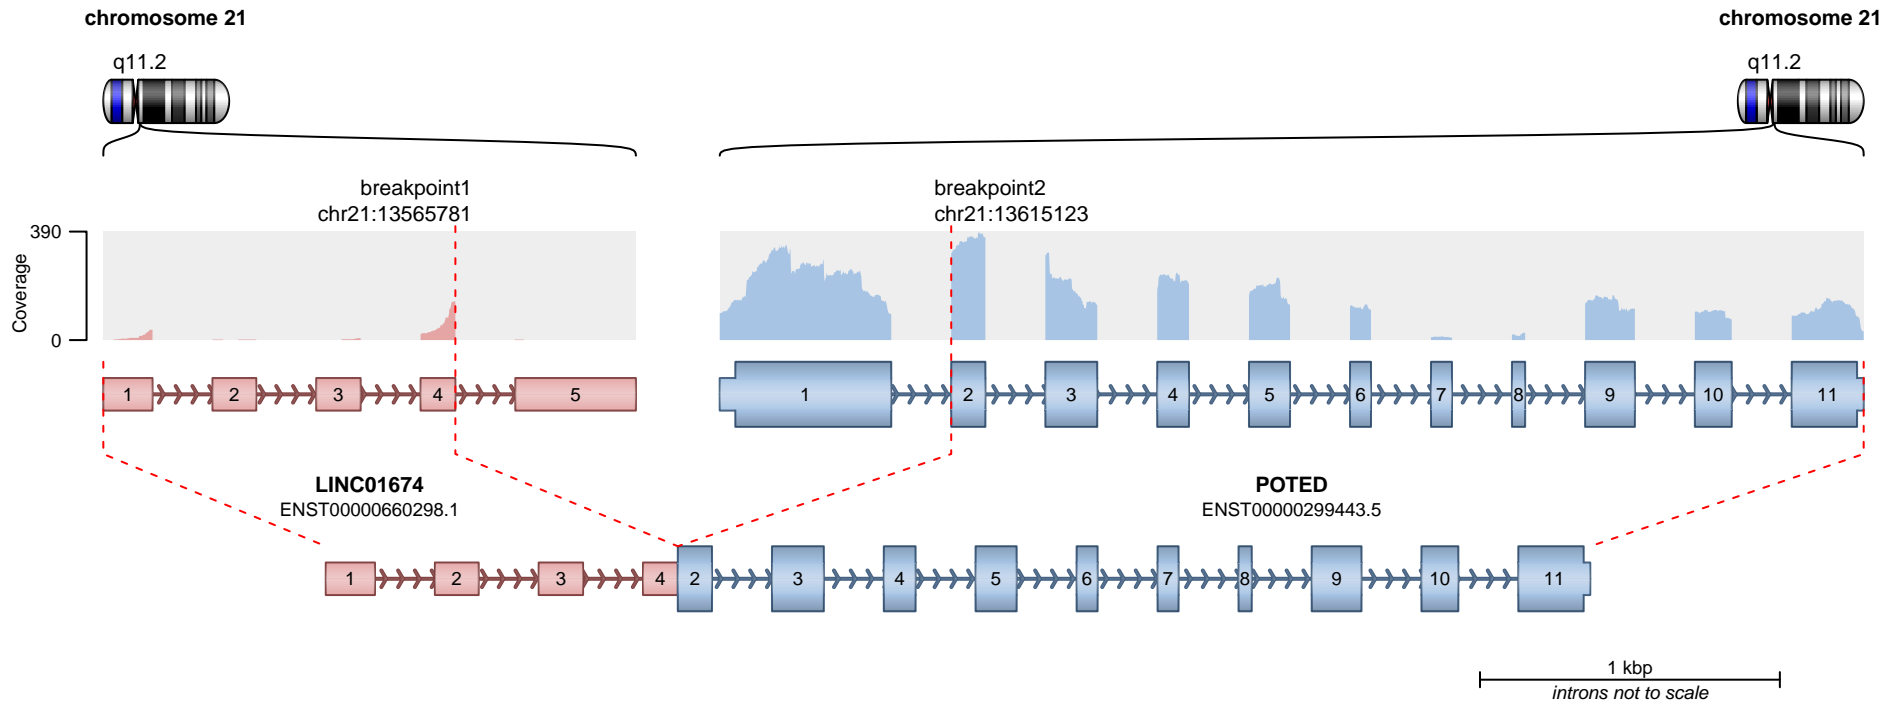 chromosome 21
chromosome 21
q11.2
q11.2
breakpoint1
chr21:13565781
breakpoint2
chr21:13615123
390
Coverage
0
1 2 3 4 5
1 2 3 4 5 6 7 8 9 10 11
LINC01674
ENST00000660298.1
POTED
ENST00000299443.5
1 2 3 4 2 3 4 5 6 7 8 9 10 11
1 kbp
introns not to scale